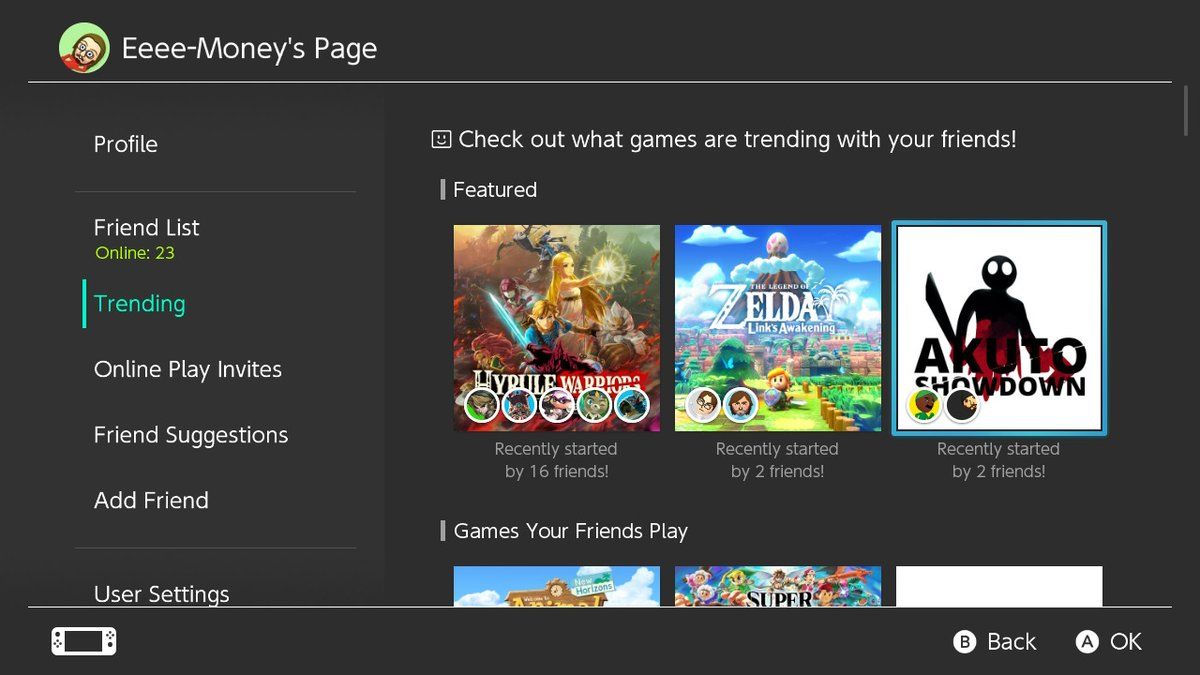 Eeee-Money's Page
Profile
Friend List
Online: 23
Trending
Online Play Invites
Friend Suggestions
Add Friend
User Settings
Check out what games are trending with your friends!
Featured
HYRULE WARRIORS
THE LEGEND OF
ZELDA
Link's Awakening
AKUTO
SHOWDOWN
Recently started
by 16 friends!
Recently started
by 2 friends!
Recently started
by 2 friends!
Games Your Friends Play
New
Horizons
Welcome to
SUPER
B Back
A OK